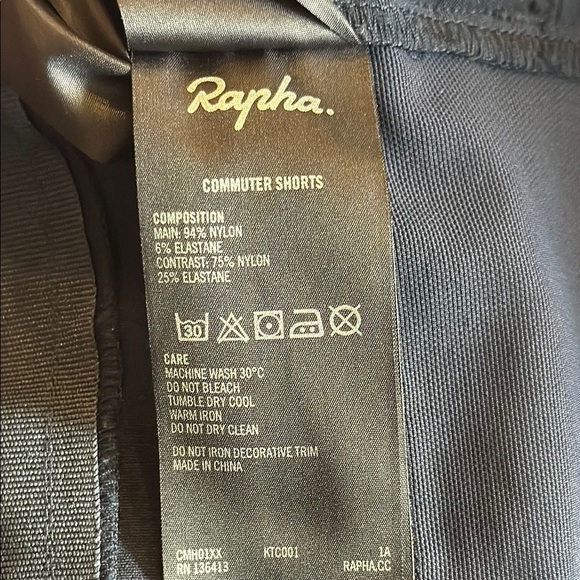 Rapha.
COMMUTER SHORTS
COMPOSITION
MAIN: 94% NYLON
6% ELASTANE
CONTRAST: 75% NYLON
25% ELASTANE
30
CARE
MACHINE WASH 30°C
DO NOT BLEACH
TUMBLE DRY COOL
WARM IRON
DO NOT DRY CLEAN
DO NOT IRON DECORATIVE TRIM
MADE IN CHINA
CMH01XX KTC001 1A
RN 136413 RAPHA.CC